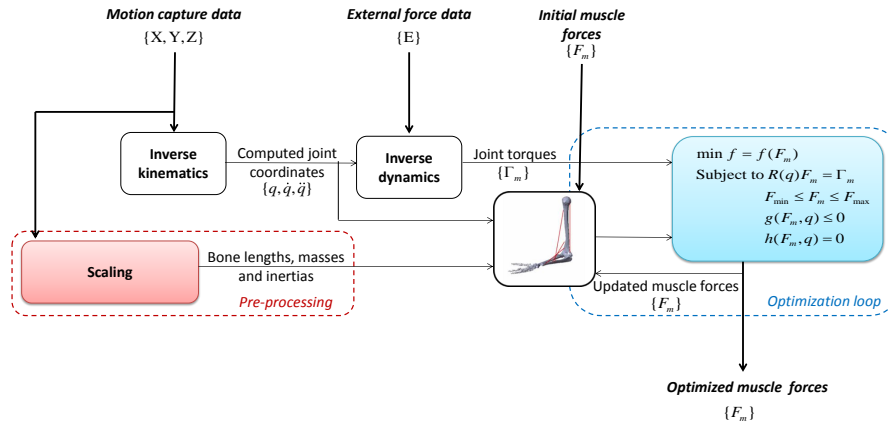 Motion capture data
{X, Y, Z}
External force data
{E}
Initial muscle
forces
{F_m}
Inverse
kinematics
Computed joint
coordinates
{q, q̇, q̈}
Inverse
dynamics
Joint torques
{Γ_m}
min f = f(F_m)
Subject to R(q)F_m = Γ_m
F_min ≤ F_m ≤ F_max
g(F_m, q) ≤ 0
h(F_m, q) = 0
Scaling
Bone lengths, masses
and inertias
Pre-processing
Updated muscle forces
{F_m}
Optimization loop
Optimized muscle forces
{F_m}